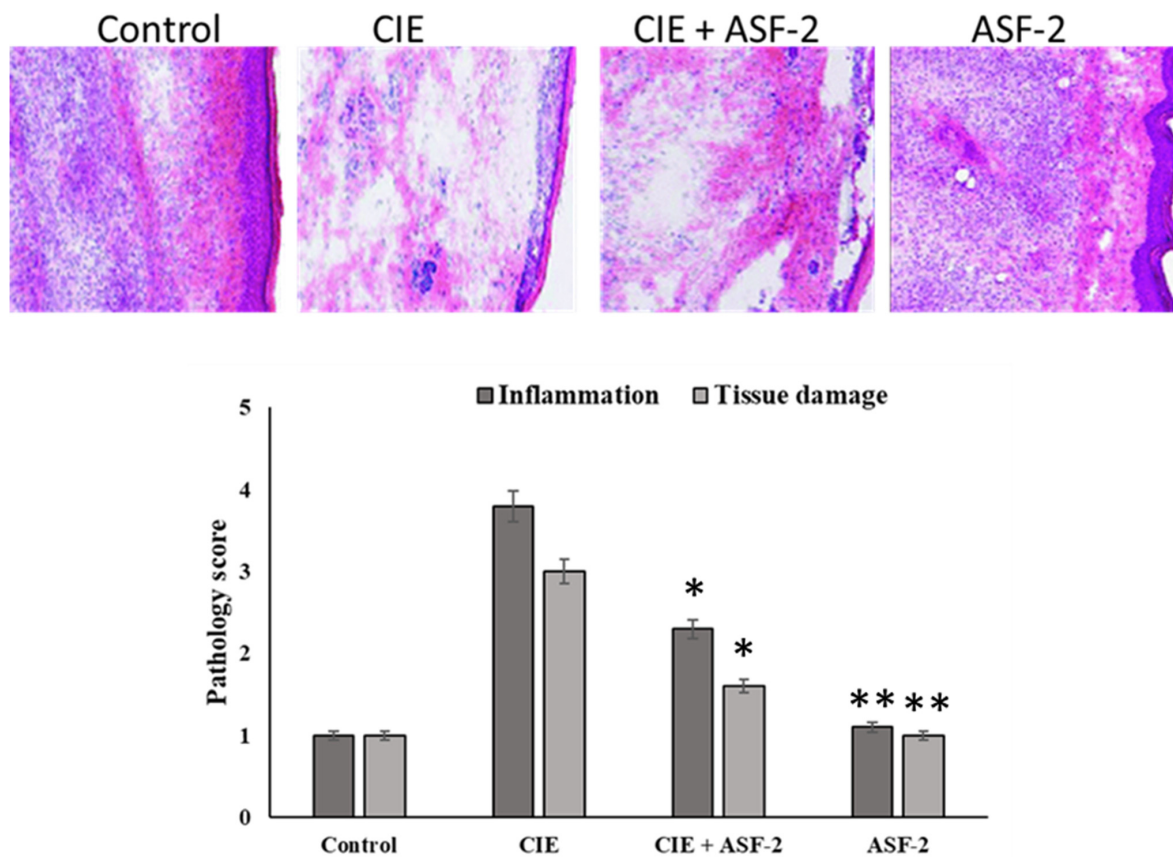 Control CIE CIE + ASF-2 ASF-2
Inflammation Tissue damage
5
4
3
2
1
0
Pathology score
*
*
** **
Control CIE CIE + ASF-2 ASF-2